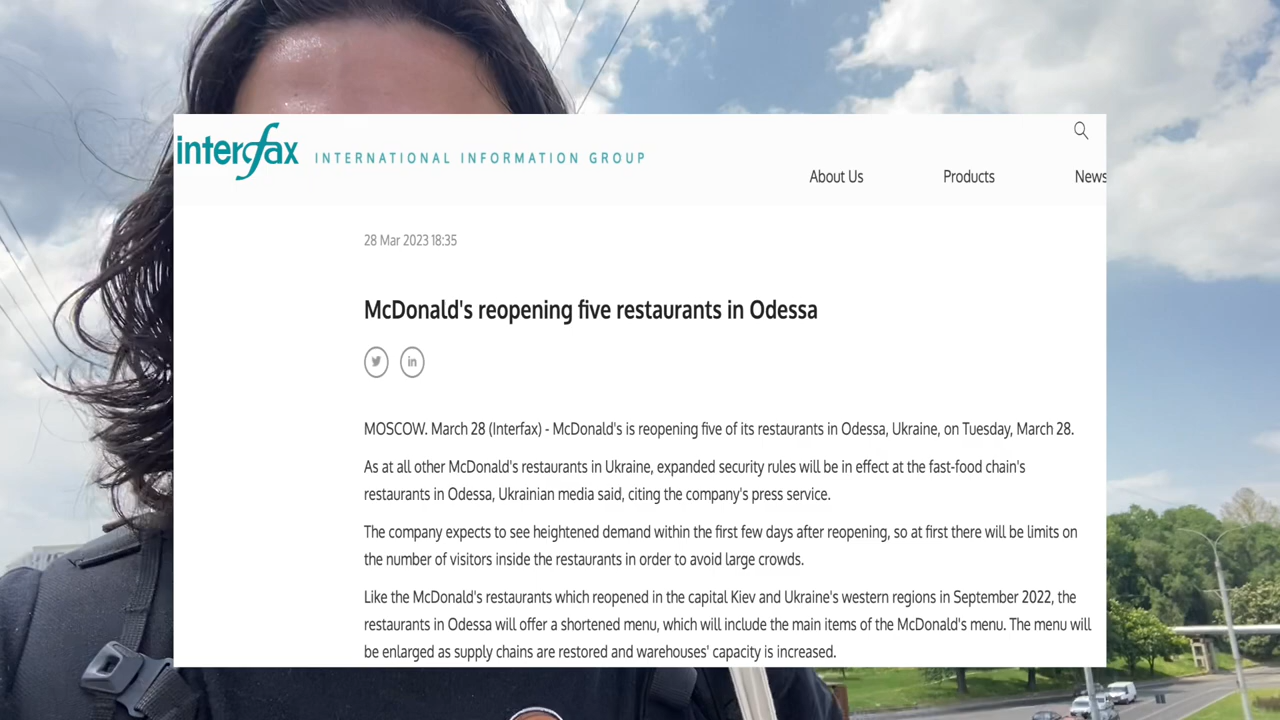 interfax INTERNATIONAL INFORMATION GROUP
About Us Products News
28 Mar 2023 18:35
McDonald's reopening five restaurants in Odessa
in
MOSCOW. March 28 (Interfax) - McDonald's is reopening five of its restaurants in Odessa, Ukraine, on Tuesday, March 28.
As at all other McDonald's restaurants in Ukraine, expanded security rules will be in effect at the fast-food chain's
restaurants in Odessa, Ukrainian media said, citing the company's press service.
The company expects to see heightened demand within the first few days after reopening, so at first there will be limits on
the number of visitors inside the restaurants in order to avoid large crowds.
Like the McDonald's restaurants which reopened in the capital Kiev and Ukraine's western regions in September 2022, the
restaurants in Odessa will offer a shortened menu, which will include the main items of the McDonald's menu. The menu will
be enlarged as supply chains are restored and warehouses' capacity is increased.